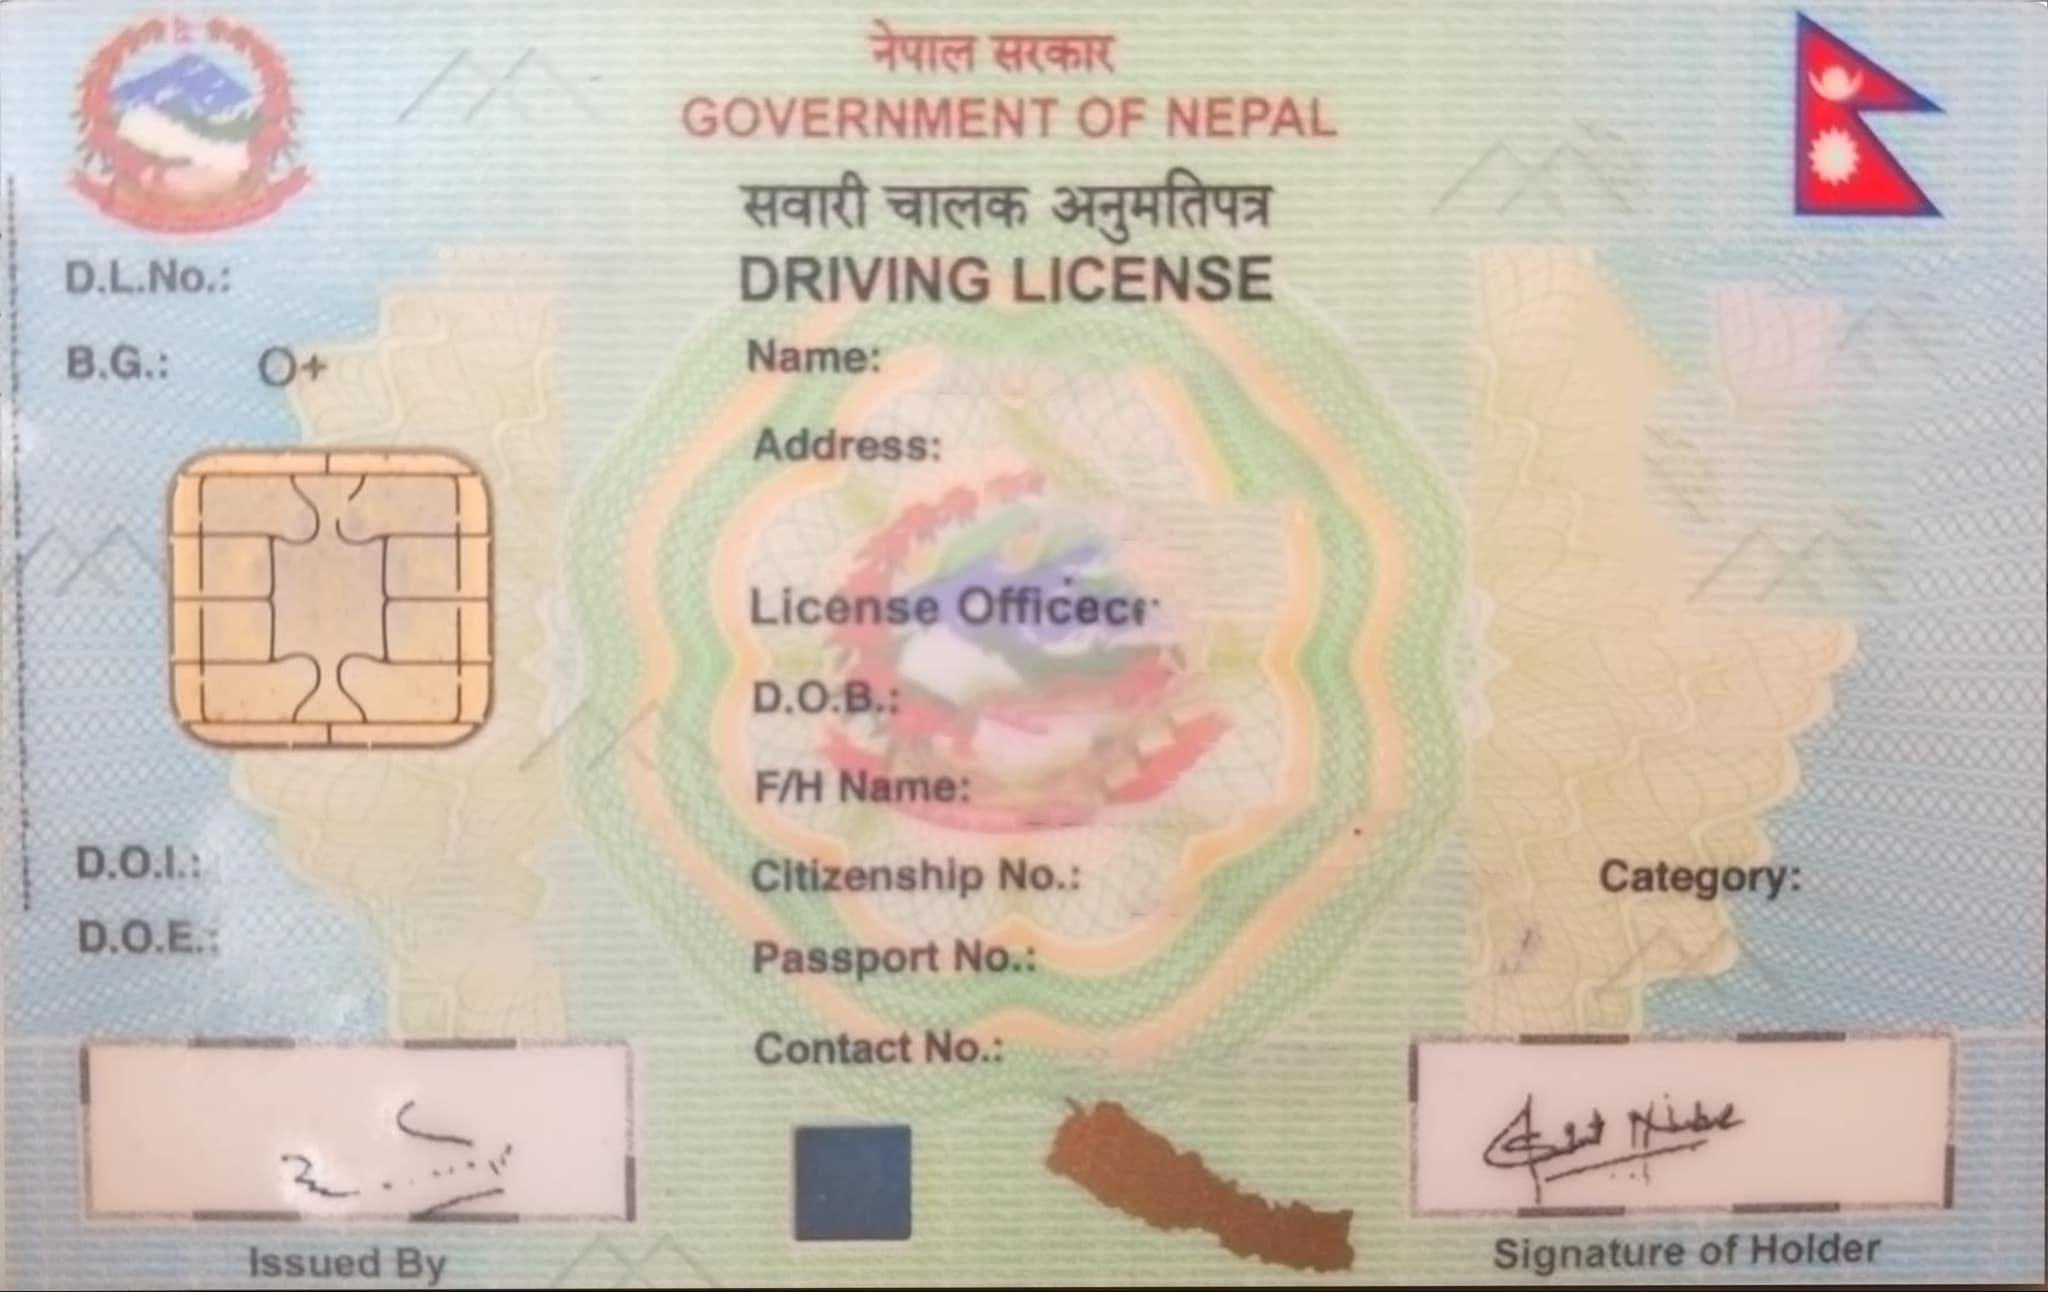 नेपाल सरकार
GOVERNMENT OF NEPAL
सवारी चालक अनुमतिपत्र
DRIVING LICENSE
D.L.No.:
B.G.: O+
Name:
Address:
License Officece:
D.O.B.:
F/H Name:
D.O.I.:
D.O.E.:
Citizenship No.:
Category:
Passport No.:
Contact No.:
Issued By
Signature of Holder